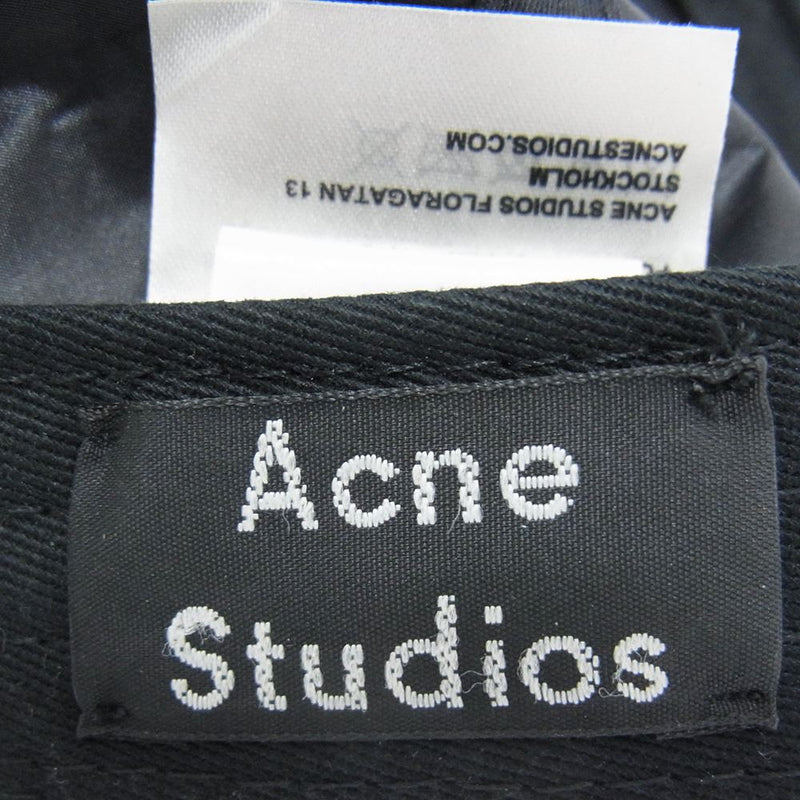 ACNE STUDIOS FLORAGATAN 13
STOCKHOLM
ACNESTUDIOS.COM
Acne
Studios